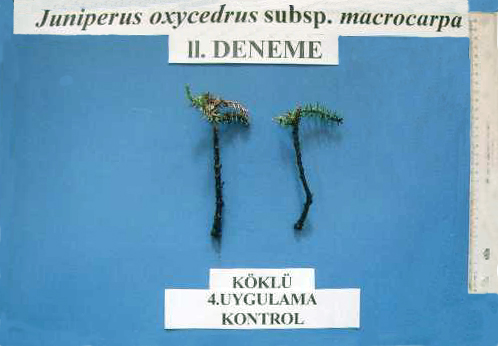 Juniperus oxycedrus subsp. macrocarpa
II. DENEME
KÖKLÜ
4.UYGULAMA
KONTROL